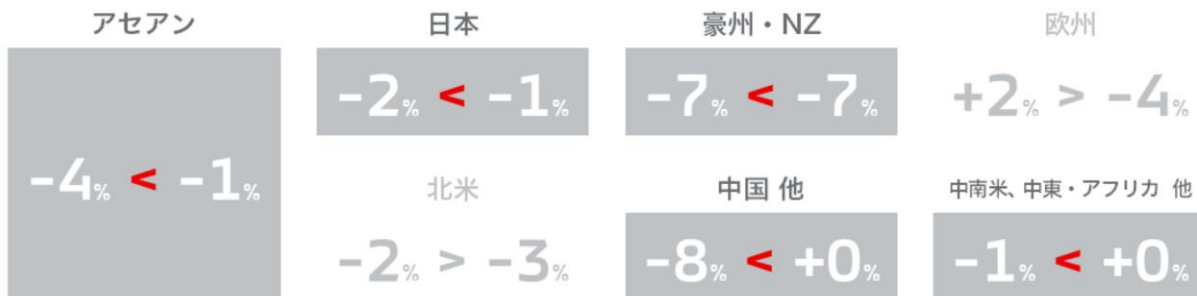 アセアン
-4% < -1%
日本
-2% < -1%
豪州・NZ
-7% < -7%
欧州
+2% > -4%
北米
-2% > -3%
中国 他
-8% < +0%
中南米、中東・アフリカ 他
-1% < +0%